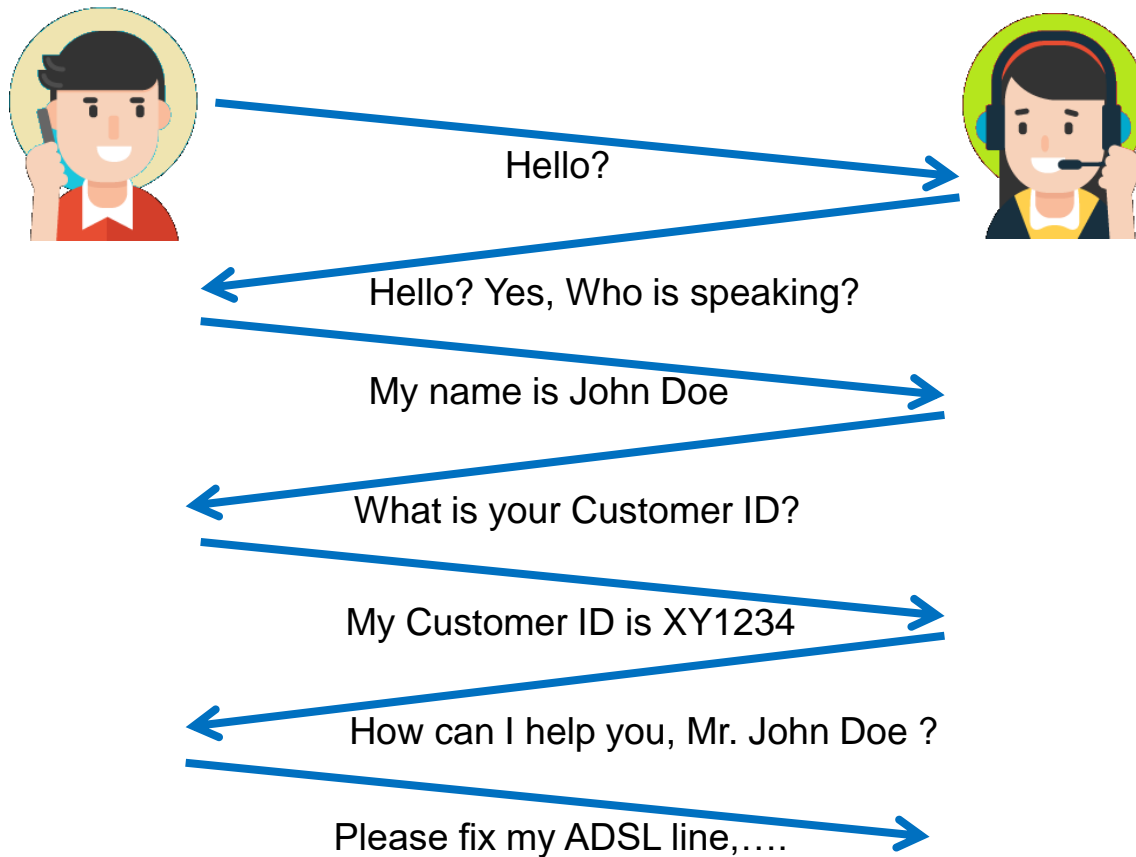 Hello?
Hello? Yes, Who is speaking?
My name is John Doe
What is your Customer ID?
My Customer ID is XY1234
How can I help you, Mr. John Doe ?
Please fix my ADSL line,….